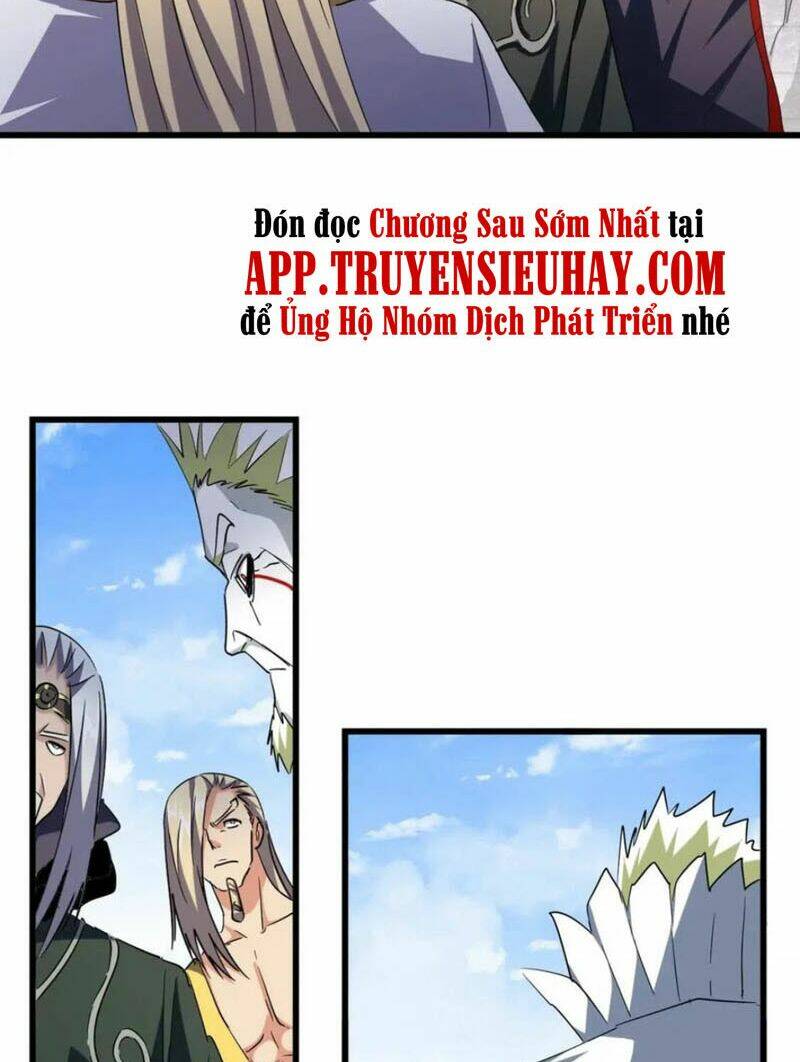 Đón đọc Chương Sau Sớm Nhất tại
APP.TRUYENSIEUHAY.COM
để Ủng Hộ Nhóm Dịch Phát Triển nhé